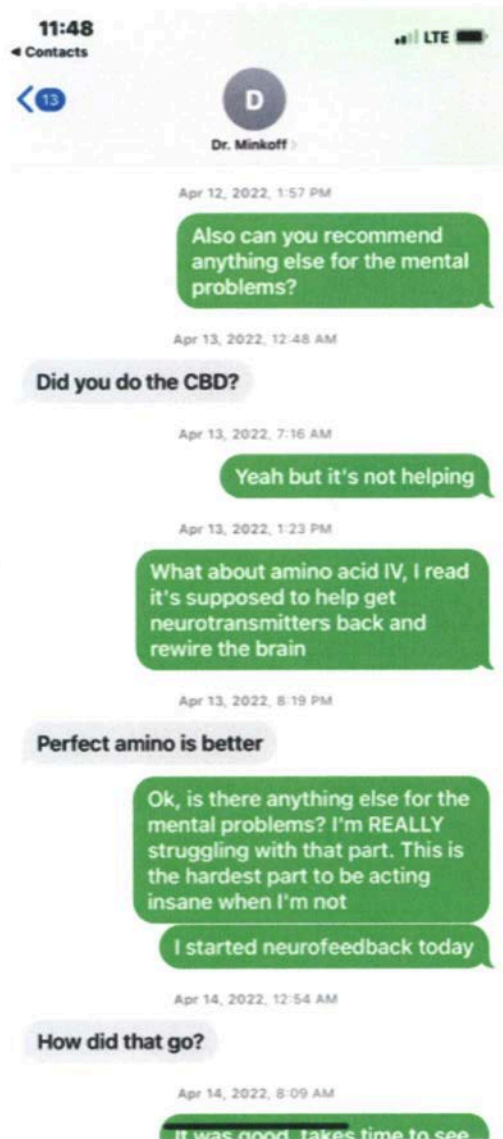 11:48
◀ Contacts
LTE
13
D
Dr. Minkoff
Apr 12, 2022, 1:57 PM
Also can you recommend
anything else for the mental
problems?
Apr 13, 2022, 12:48 AM
Did you do the CBD?
Apr 13, 2022, 7:16 AM
Yeah but it's not helping
Apr 13, 2022, 1:23 PM
What about amino acid IV, I read
it's supposed to help get
neurotransmitters back and
rewire the brain
Apr 13, 2022, 8:19 PM
Perfect amino is better
Ok, is there anything else for the
mental problems? I'm REALLY
struggling with that part. This is
the hardest part to be acting
insane when I'm not
I started neurofeedback today
Apr 14, 2022, 12:54 AM
How did that go?
Apr 14, 2022, 8:09 AM
It was good, takes time to see